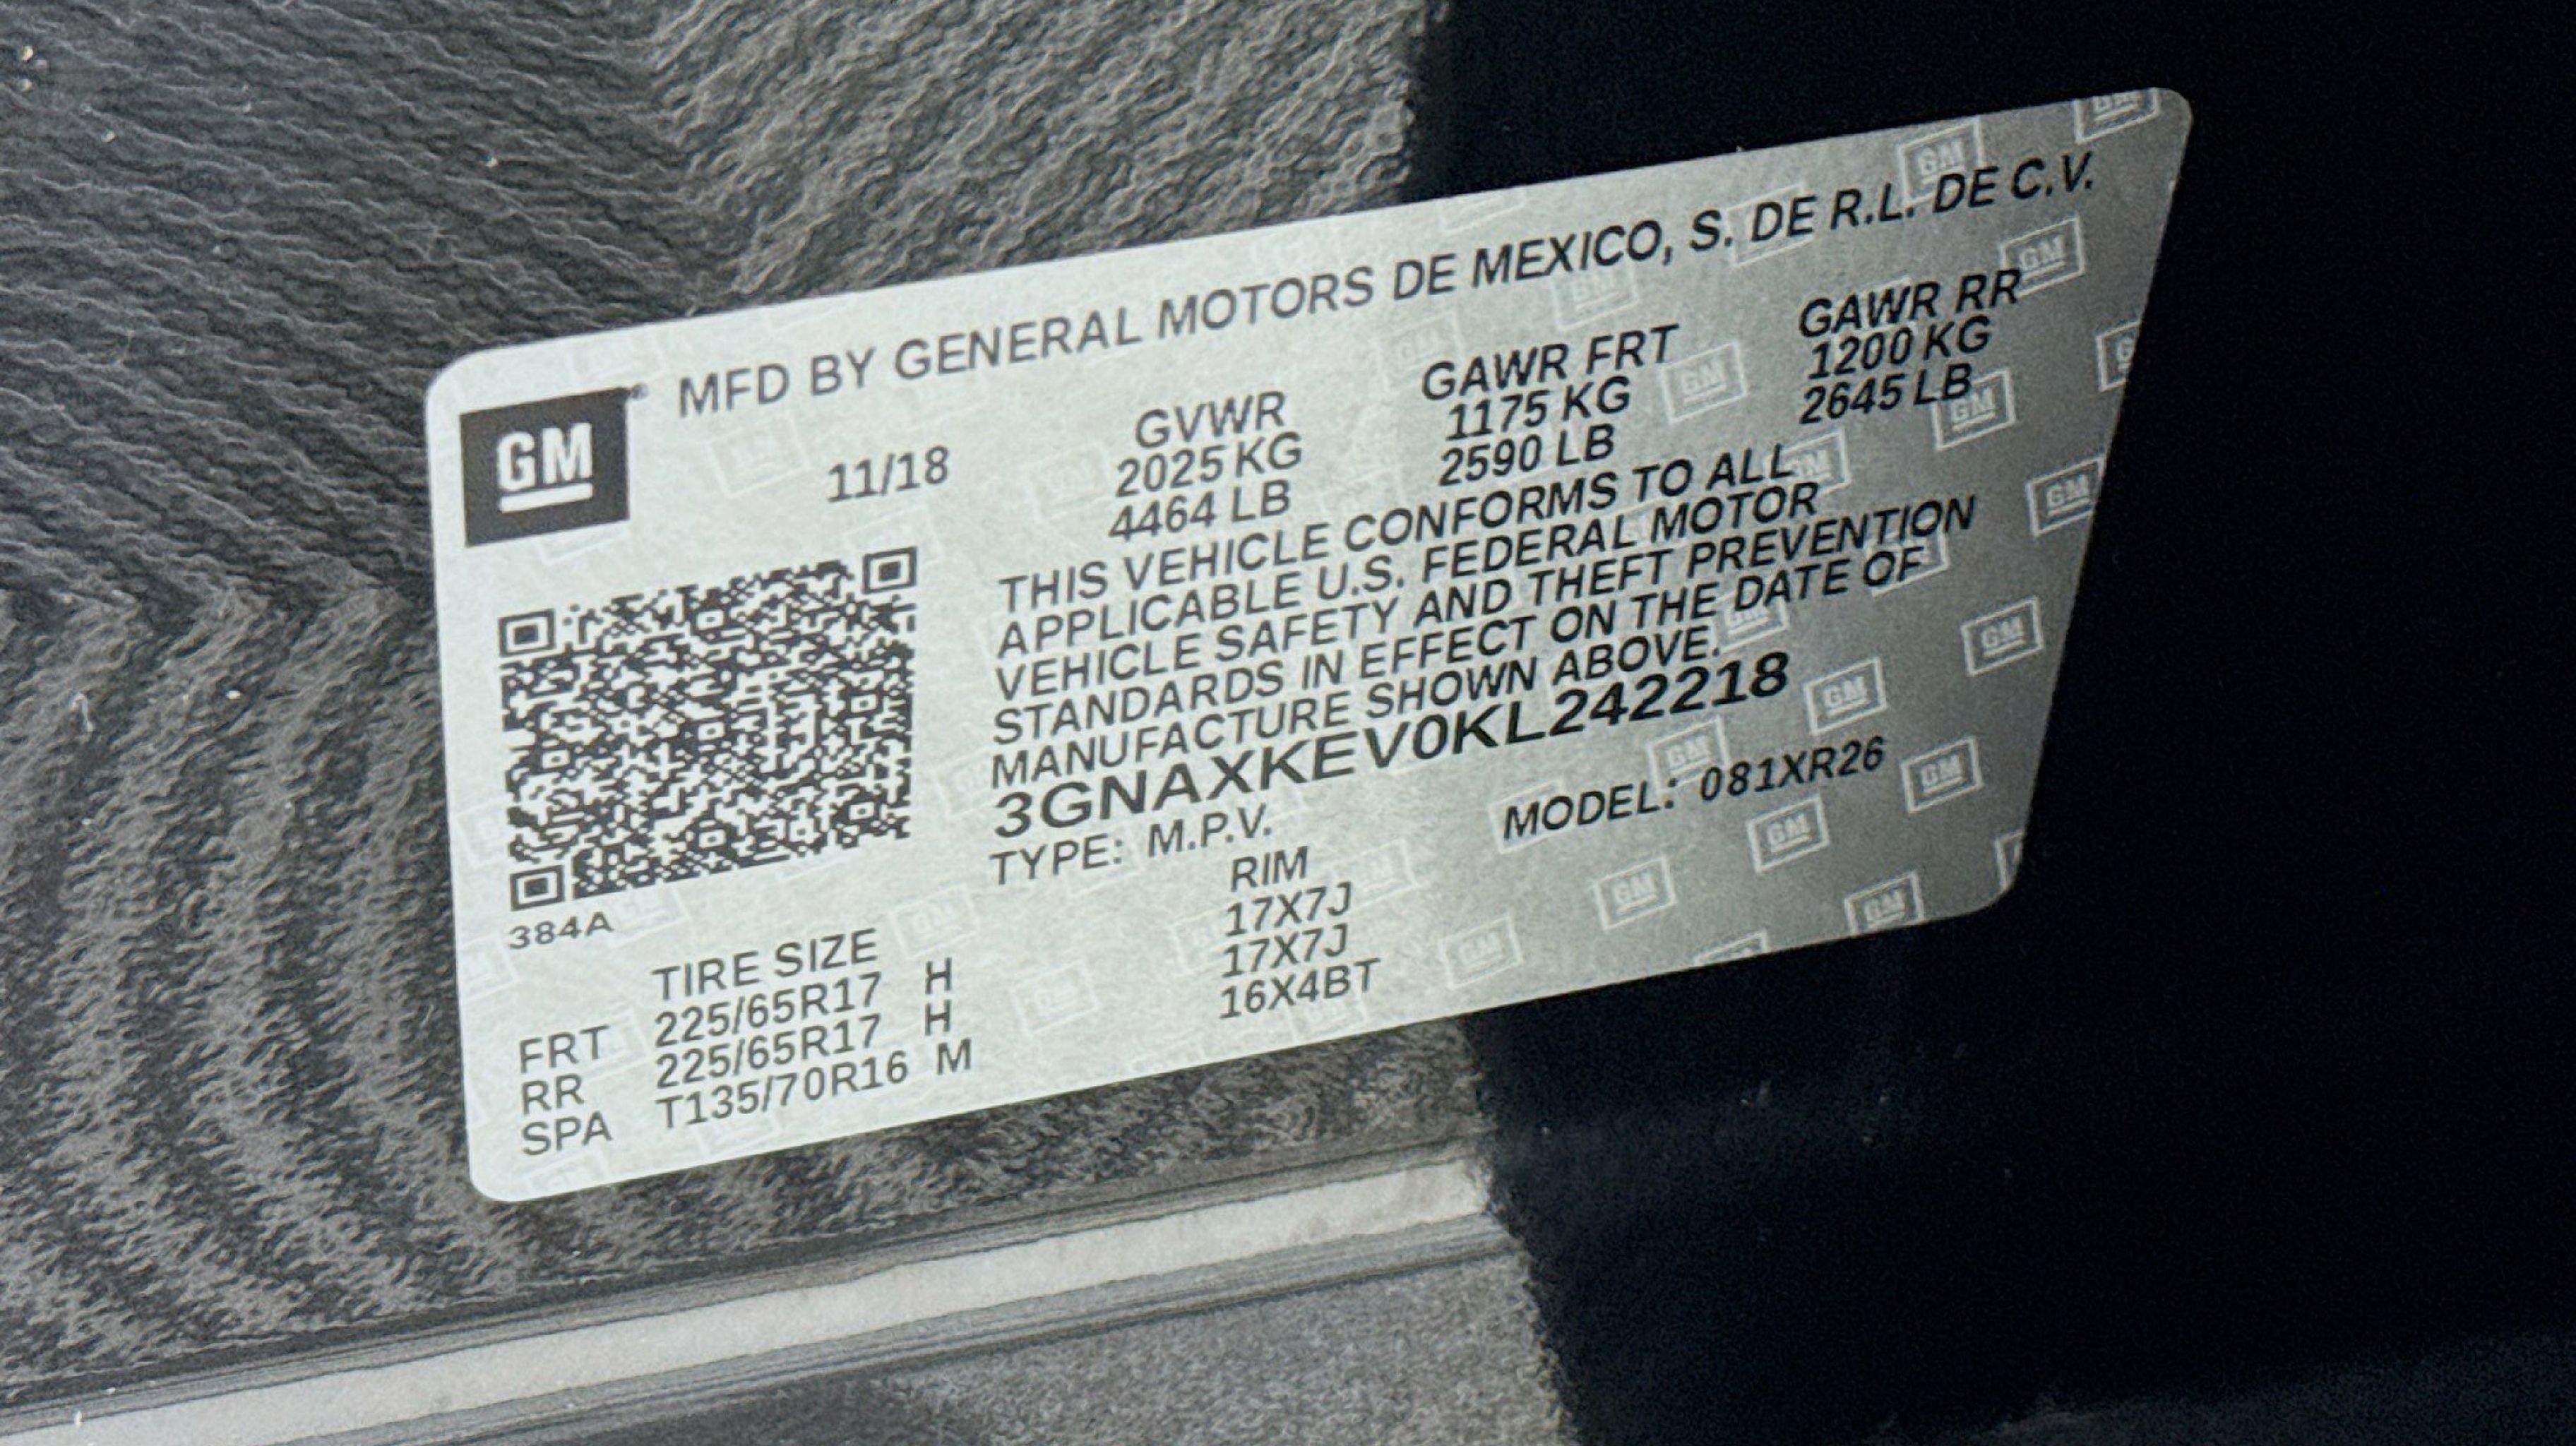 MFD BY GENERAL MOTORS DE MEXICO, S. DE R.L. DE C.V.
GM
11/18
GVWR GAWR FRT GAWR RR
2025 KG 1175 KG 1200 KG
4464 LB 2590 LB 2645 LB
THIS VEHICLE CONFORMS TO ALL
APPLICABLE U.S. FEDERAL MOTOR
VEHICLE SAFETY AND THEFT PREVENTION
STANDARDS IN EFFECT ON THE DATE OF
MANUFACTURE SHOWN ABOVE.
3GNAXKEV0KL242218
TYPE: M.P.V. MODEL: 081XR26
384A
TIRE SIZE RIM
FRT 225/65R17 H 17X7J
RR 225/65R17 H 17X7J
SPA T135/70R16 M 16X4BT